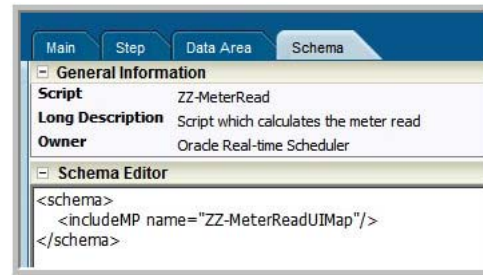 Main Step Data Area Schema
General Information
Script ZZ-MeterRead
Long Description Script which calculates the meter read
Owner Oracle Real-time Scheduler
Schema Editor
<schema>
<includeMP name="ZZ-MeterReadUIMap"/>
</schema>